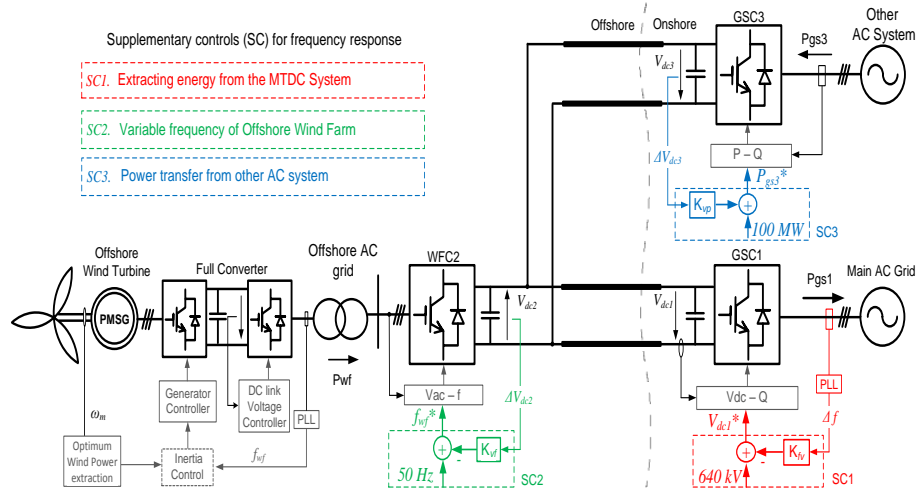 Supplementary controls (SC) for frequency response
SC1. Extracting energy from the MTDC System
SC2. Variable frequency of Offshore Wind Farm
SC3. Power transfer from other AC system
Offshore
Onshore
GSC3
Pgs3
Other
AC System
Vdc3
ΔVdc3
P – Q
Pgs3*
Kvp
+
100 MW
SC3
Offshore
Wind Turbine
PMSG
Full Converter
Offshore AC
grid
WFC2
Vdc2
Vdc1
GSC1
Pgs1
Main AC Grid
Pwf
Generator
Controller
DC link
Voltage
Controller
PLL
Vac – f
ΔVdc2
Vdc – Q
PLL
ωm
fwf*
Vdc1*
Δf
Optimum
Wind Power
extraction
Inertia
Control
fwf
+
-
Kvf
50 Hz
SC2
+
-
Kfv
640 kV
SC1